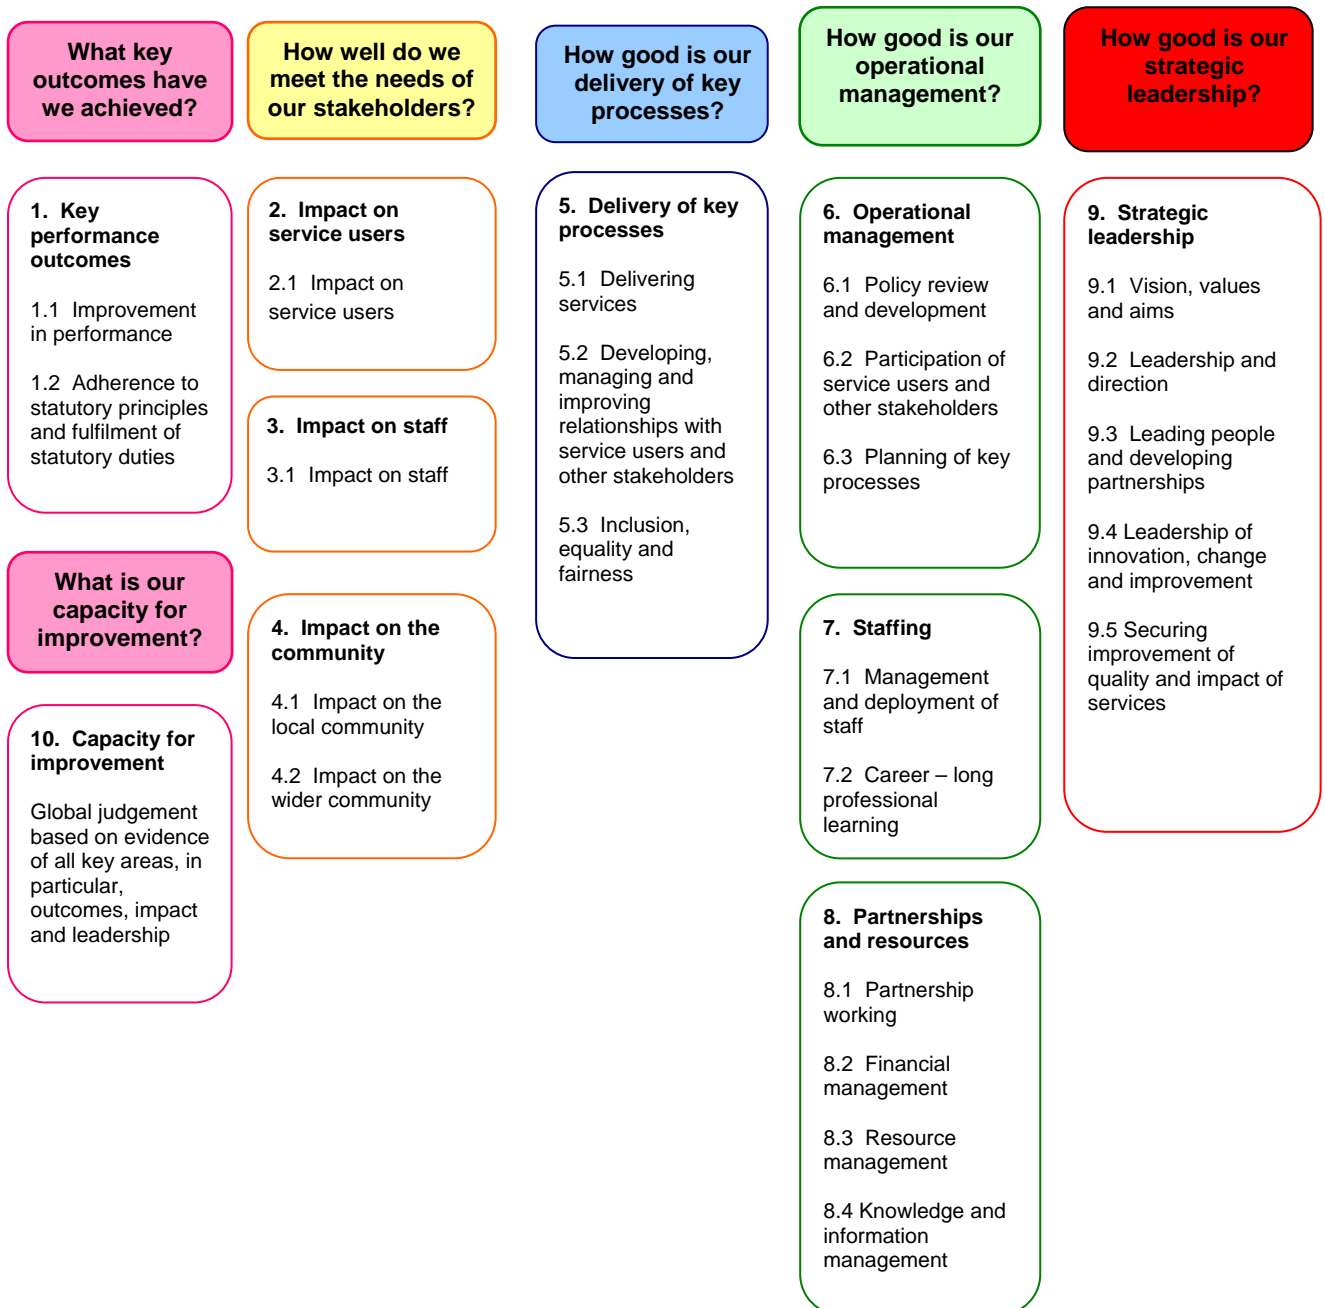 What key
outcomes have
we achieved?
1.  Key
performance
outcomes
1.1  Improvement
in performance
1.2  Adherence to
statutory principles
and fulfilment of
statutory duties
What is our
capacity for
improvement?
10.  Capacity for
improvement
Global judgement
based on evidence
of all key areas, in
particular,
outcomes, impact
and leadership
How well do we
meet the needs of
our stakeholders?
2.  Impact on
service users
2.1  Impact on
service users
3.  Impact on staff
3.1  Impact on staff
4.  Impact on the
community
4.1  Impact on the
local community
4.2  Impact on the
wider community
How good is our
delivery of key
processes?
5.  Delivery of key
processes
5.1  Delivering
services
5.2  Developing,
managing and
improving
relationships with
service users and
other stakeholders
5.3  Inclusion,
equality and
fairness
How good is our
operational
management?
6.  Operational
management
6.1  Policy review
and development
6.2  Participation of
service users and
other stakeholders
6.3  Planning of key
processes
7.  Staffing
7.1  Management
and deployment of
staff
7.2  Career – long
professional
learning
8.  Partnerships
and resources
8.1  Partnership
working
8.2  Financial
management
8.3  Resource
management
8.4 Knowledge and
information
management
How good is our
strategic
leadership?
9.  Strategic
leadership
9.1  Vision, values
and aims
9.2  Leadership and
direction
9.3  Leading people
and developing
partnerships
9.4 Leadership of
innovation, change
and improvement
9.5 Securing
improvement of
quality and impact of
services